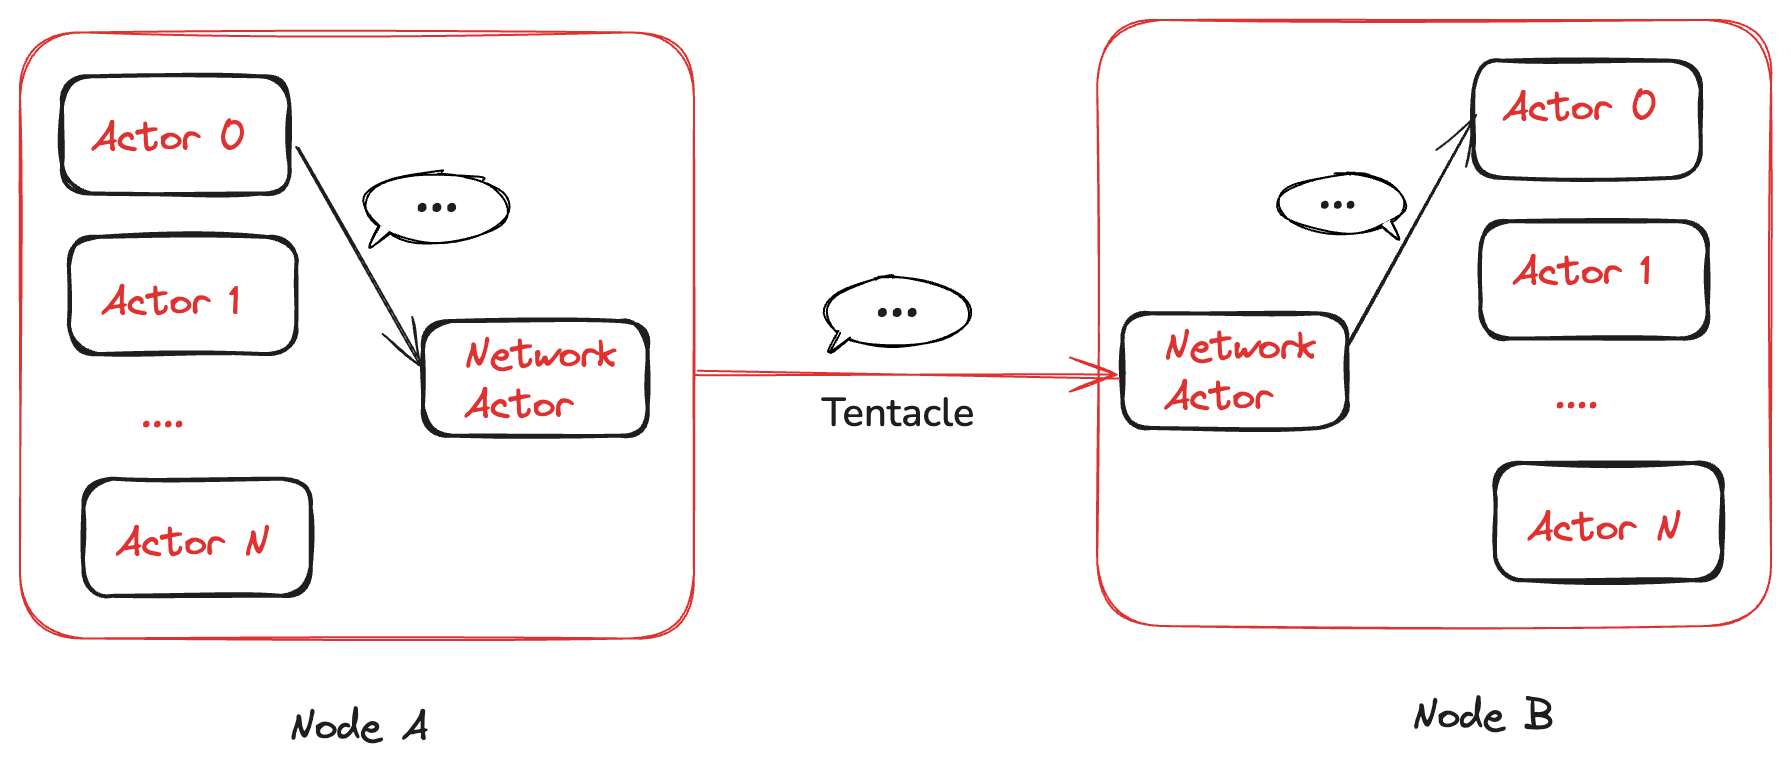 Actor 0
...
Actor 1
Network
Actor
....
Actor N
Node A
...
Tentacle
Actor 0
...
Actor 1
Network
Actor
....
Actor N
Node B